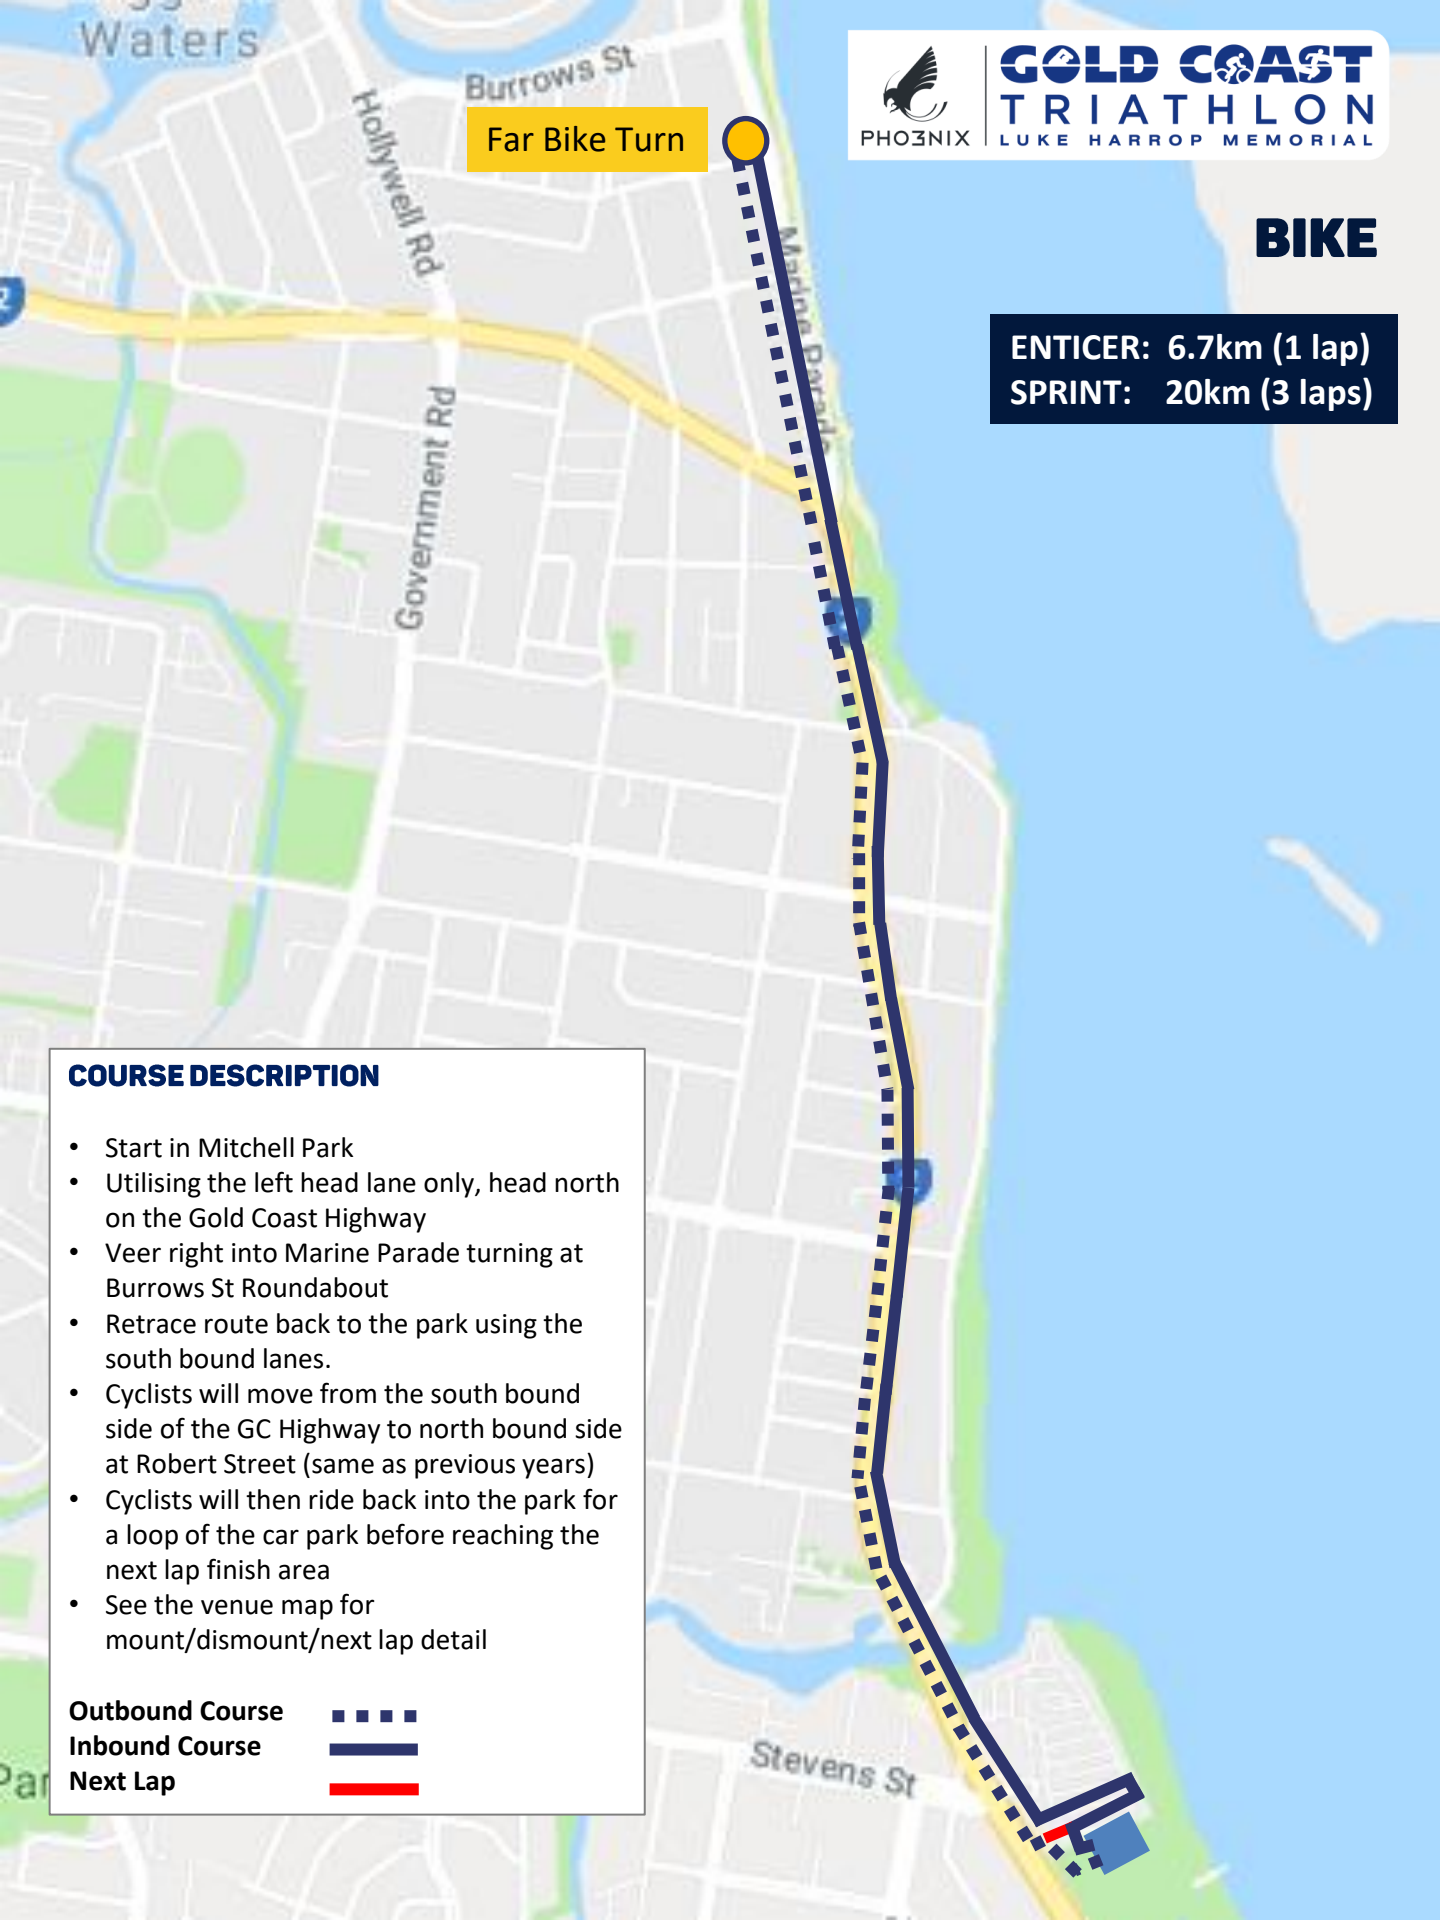 Waters
Burrows St
Hollywell Rd
Far Bike Turn
PHO3NIX
GOLD COAST
TRIATHLON
LUKE HARROP MEMORIAL
BIKE
Marine Parade
ENTICER: 6.7km (1 lap)
SPRINT: 20km (3 laps)
Government Rd
COURSE DESCRIPTION
• Start in Mitchell Park
• Utilising the left head lane only, head north
on the Gold Coast Highway
• Veer right into Marine Parade turning at
Burrows St Roundabout
• Retrace route back to the park using the
south bound lanes.
• Cyclists will move from the south bound
side of the GC Highway to north bound side
at Robert Street (same as previous years)
• Cyclists will then ride back into the park for
a loop of the car park before reaching the
next lap finish area
• See the venue map for
mount/dismount/next lap detail
Outbound Course
Inbound Course
Next Lap
Stevens St